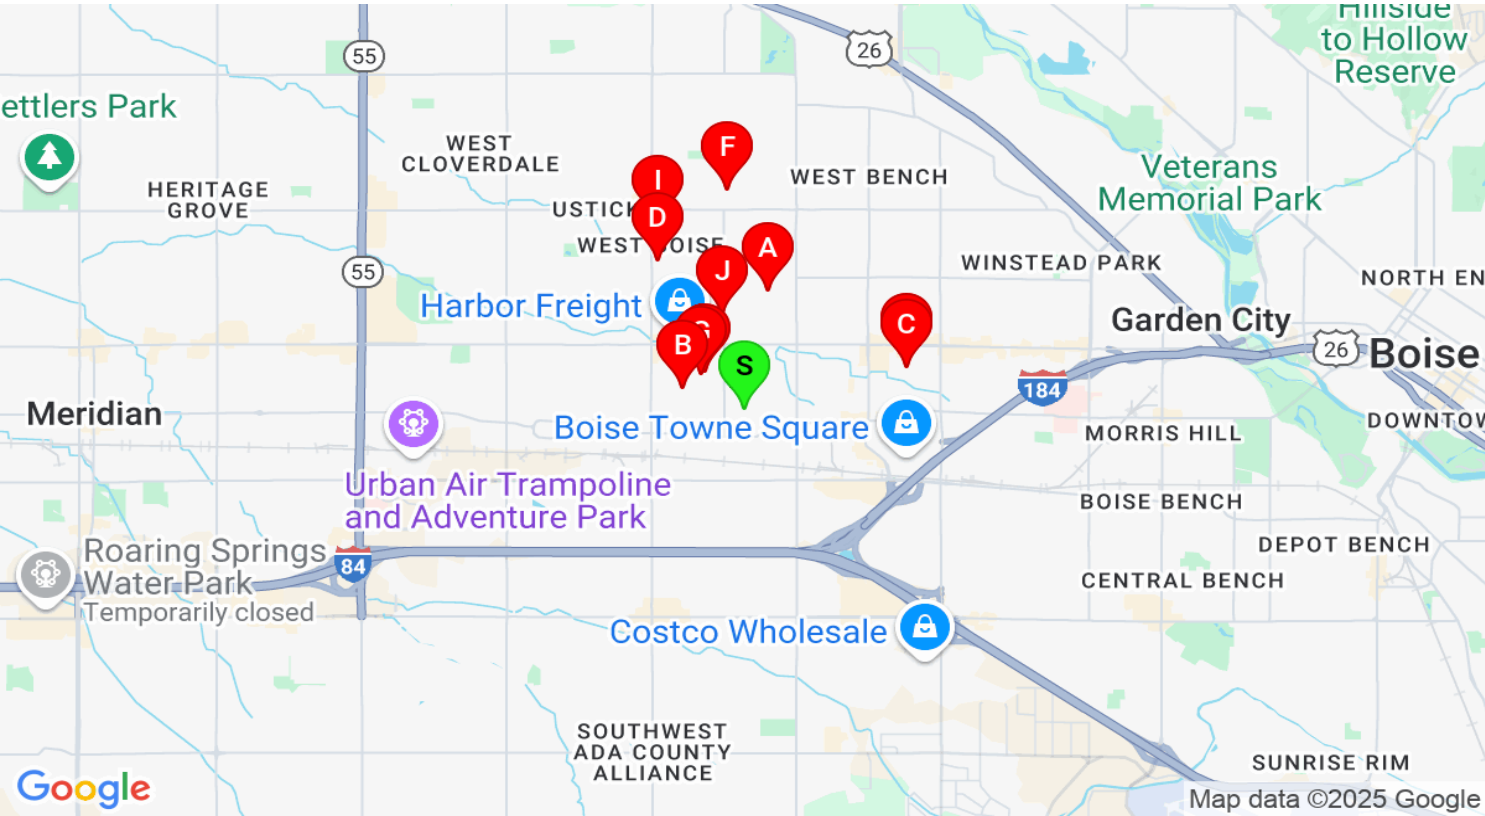 Hillside
to Hollow
Reserve
26
55
ettlers Park
WEST
CLOVERDALE
F
WEST BENCH
Veterans
Memorial Park
HERITAGE
GROVE
I
USTICK
D
WEST BOISE
A
55
J
WINSTEAD PARK
NORTH EN
Harbor Freight
G
B
C
Garden City
26
Boise
S
184
Meridian
Boise Towne Square
MORRIS HILL
DOWNTOW
Urban Air Trampoline
and Adventure Park
BOISE BENCH
Roaring Springs
Water Park
Temporarily closed
84
DEPOT BENCH
CENTRAL BENCH
Costco Wholesale
SOUTHWEST
ADA COUNTY
ALLIANCE
SUNRISE RIM
Google
Map data ©2025 Google